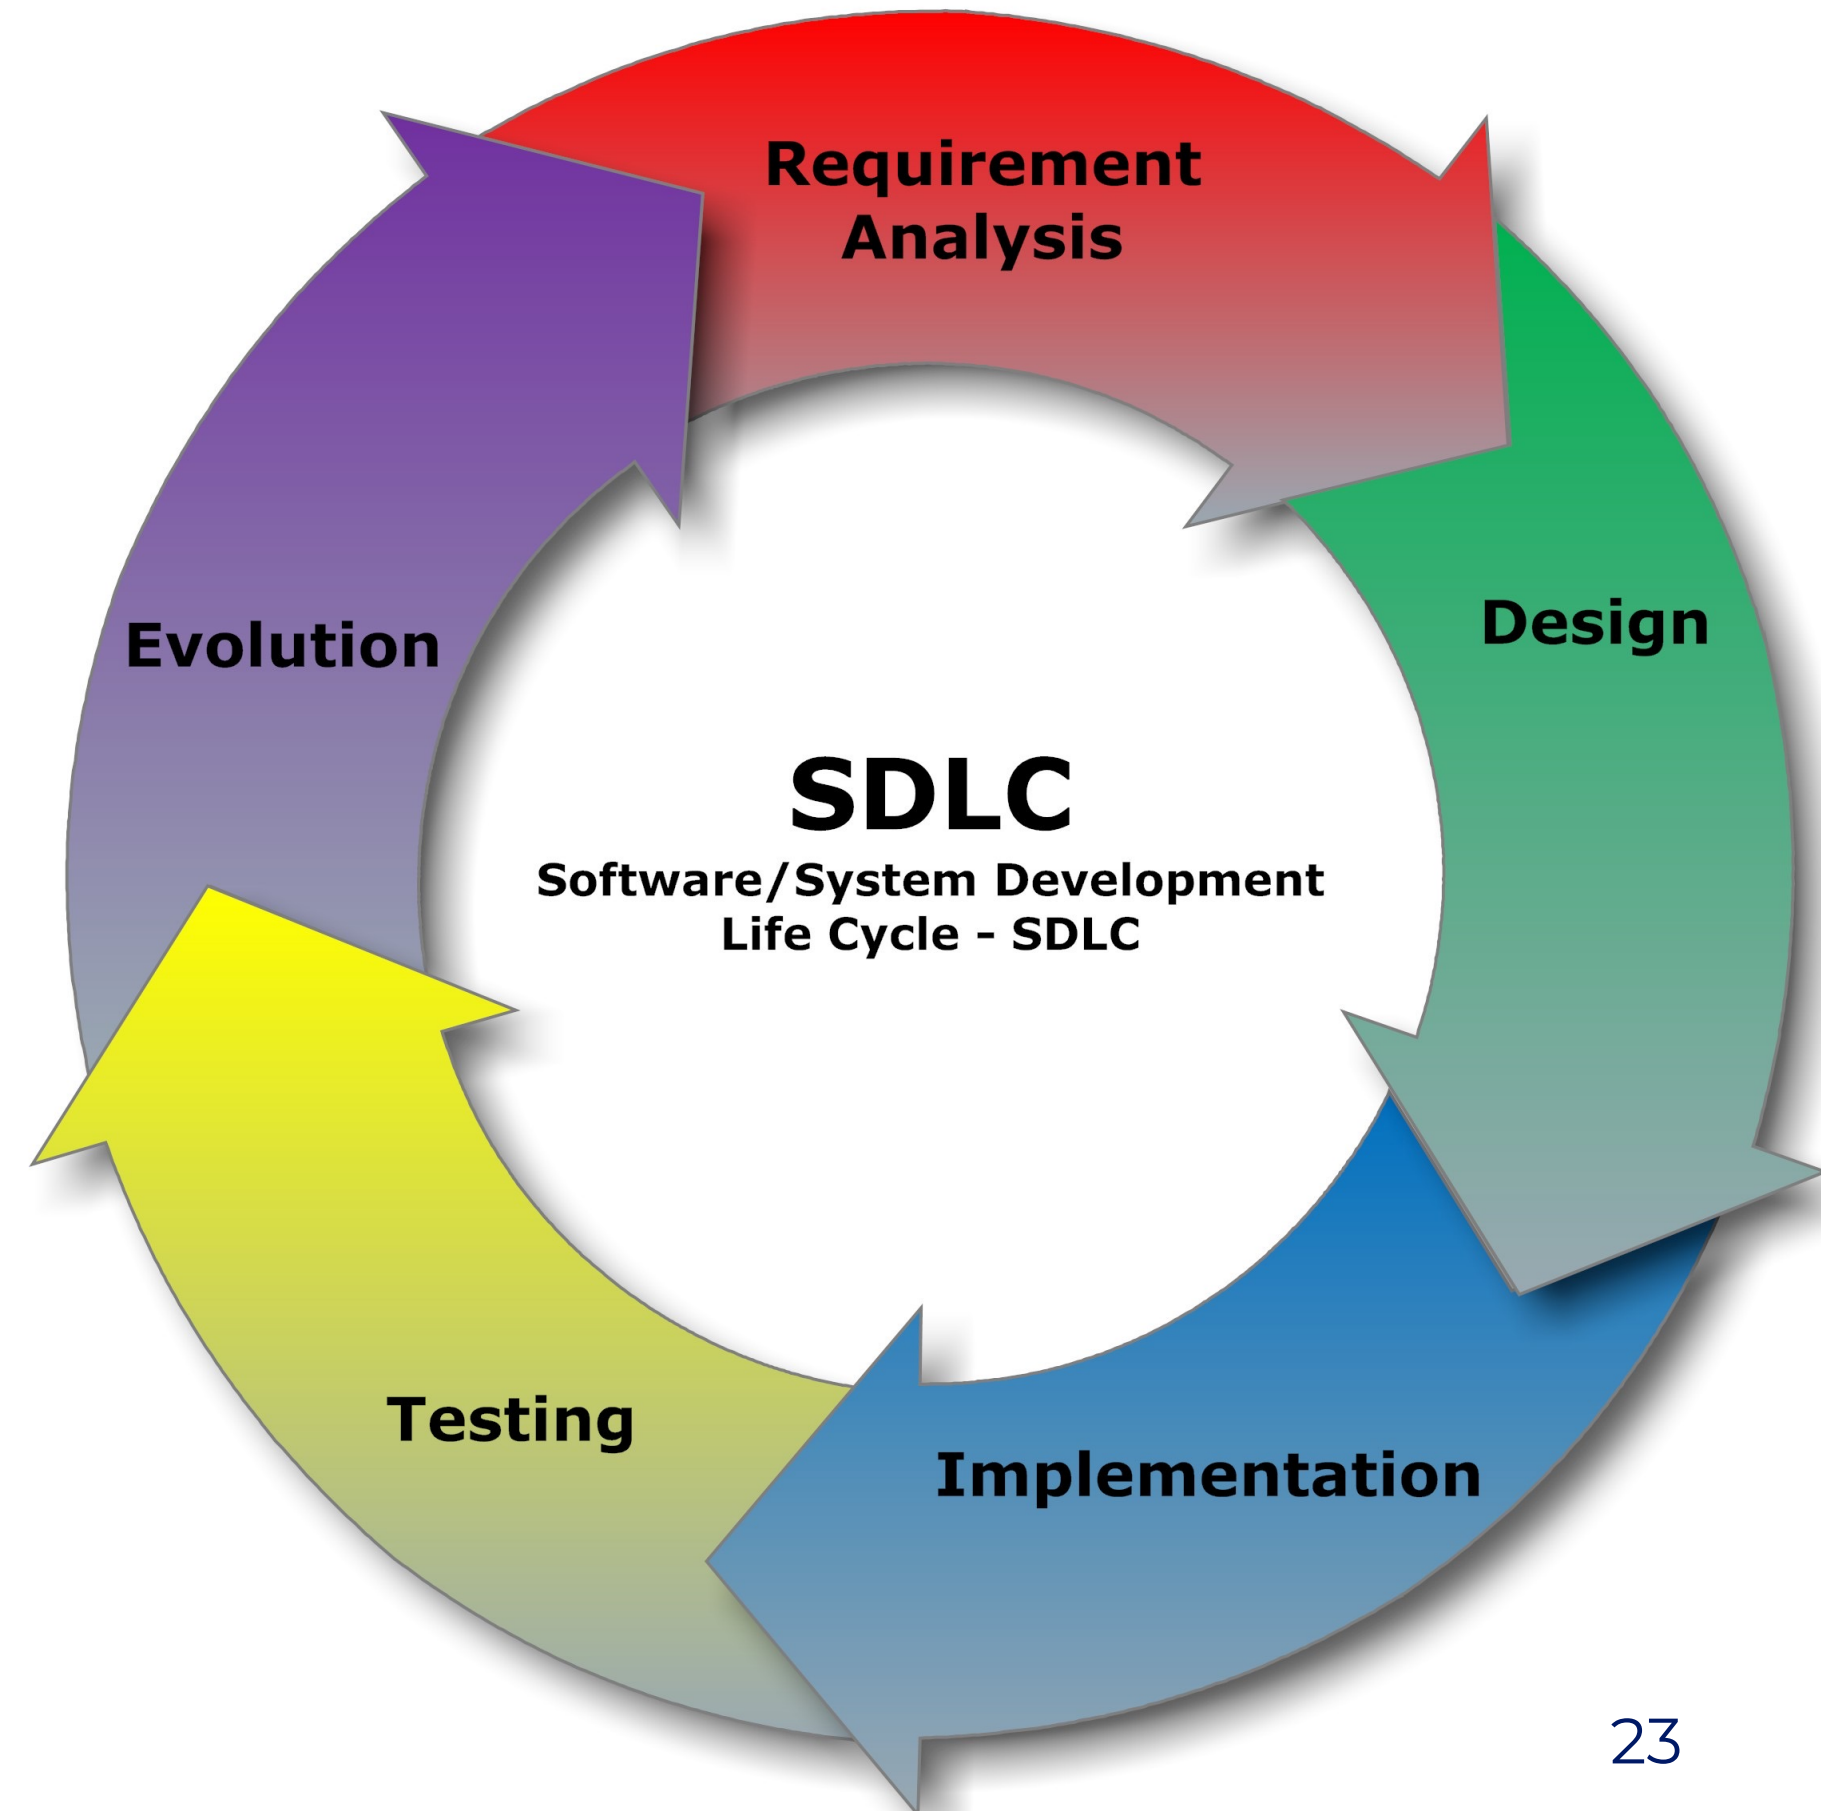 Requirement
Analysis
Design
Evolution
SDLC
Software/System Development
Life Cycle - SDLC
Testing
Implementation
23